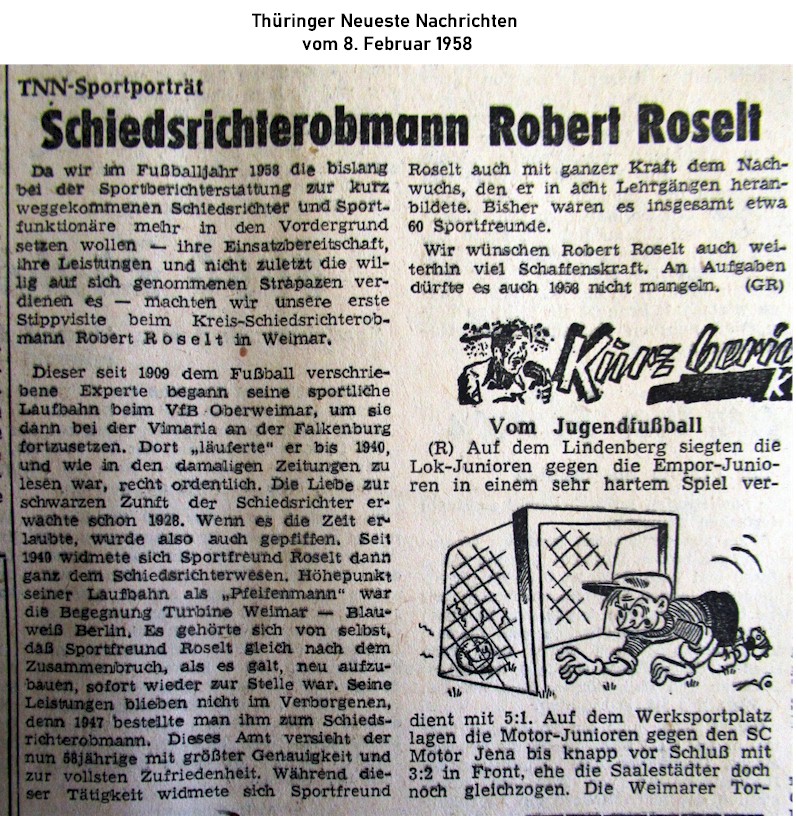 Thüringer Neueste Nachrichten
vom 8. Februar 1958
TNN-Sportporträt
Schiedsrichterobmann Robert Roselt
Da wir im Fußballjahr 1958 die bislang
bei der Sportberichterstattung zur kurz
weggekommenen Schiedsrichter und Sport-
funktionäre mehr in den Vordergrund
setzen wollen — ihre Einsatzbereitschaft,
ihre Leistungen und nicht zuletzt die wil-
lig auf sich genommenen Strapazen ver-
dienen es — machten wir unsere erste
Stippvisite beim Kreis-Schiedsrichterob-
mann Robert Roselt in Weimar.
Dieser seit 1909 dem Fußball verschrie-
bene Experte begann seine sportliche
Laufbahn beim VfB Oberweimar, um sie
dann bei der Vimaria an der Falkenburg
fortzusetzen. Dort „läuferte" er bis 1940,
und wie in den damaligen Zeitungen zu
lesen war, recht ordentlich. Die Liebe zur
schwarzen Zunft der Schiedsrichter er-
wachte schon 1928. Wenn es die Zeit er-
laubte, wurde also auch gepfiffen. Seit
1940 widmete sich Sportfreund Roselt dann
ganz dem Schiedsrichterwesen. Höhepunkt
seiner Laufbahn als „Pfeifenmann" war
die Begegnung Turbine Weimar — Blau-
weiß Berlin. Es gehörte sich von selbst,
daß Sportfreund Roselt gleich nach dem
Zusammenbruch, als es galt, neu aufzu-
bauen, sofort wieder zur Stelle war. Seine
Leistungen blieben nicht im Verborgenen,
denn 1947 bestellte man ihm zum Schieds-
richterobmann. Dieses Amt versieht der
nun 58jährige mit größter Genauigkeit und
zur vollsten Zufriedenheit. Während die-
ser Tätigkeit widmete sich Sportfreund
Roselt auch mit ganzer Kraft dem Nach-
wuchs, den er in acht Lehrgängen heran-
bildete. Bisher waren es insgesamt etwa
60 Sportfreunde.
Wir wünschen Robert Roselt auch wei-
terhin viel Schaffenskraft. An Aufgaben
dürfte es auch 1958 nicht mangeln. (GR)
Kurz beric
K
Vom Jugendfußball
(R) Auf dem Lindenberg siegten die
Lok-Junioren gegen die Empor-Junio-
ren in einem sehr hartem Spiel ver-
dient mit 5:1. Auf dem Werksportplatz
lagen die Motor-Junioren gegen den SC
Motor Jena bis knapp vor Schluß mit
3:2 in Front, ehe die Saalestädter doch
noch gleichzogen. Die Weimarer Tor-